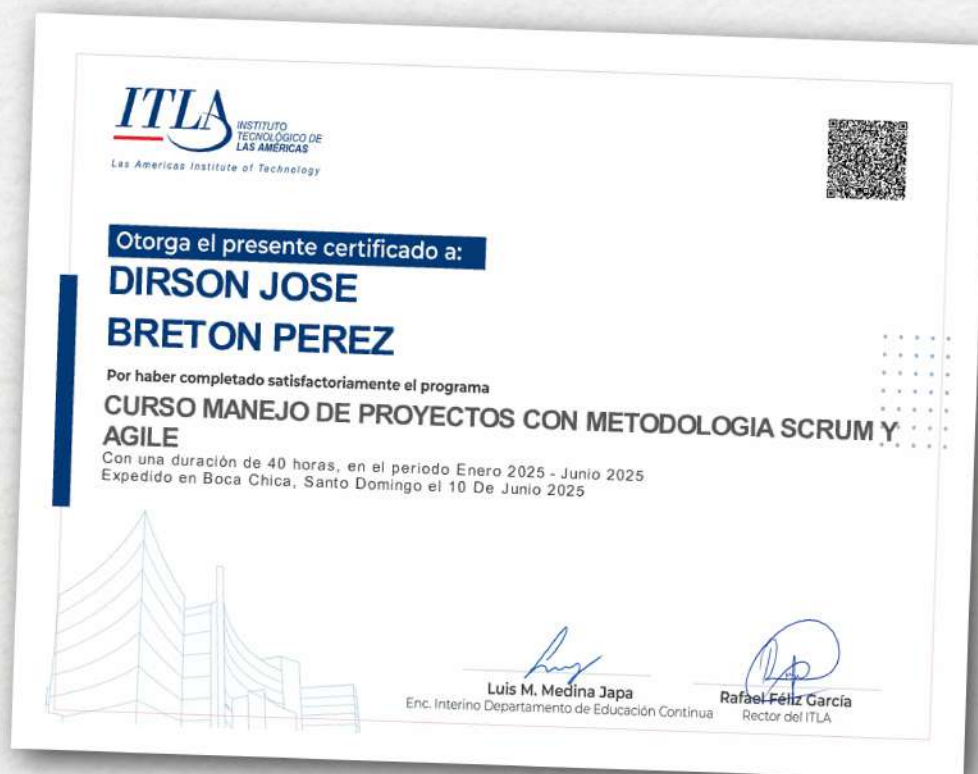 ITLA
INSTITUTO
TECNOLÓGICO DE
LAS AMÉRICAS
Las Americas Institute of Technology
Otorga el presente certificado a:
DIRSON JOSE
BRETON PEREZ
Por haber completado satisfactoriamente el programa
CURSO MANEJO DE PROYECTOS CON METODOLOGIA SCRUM Y
AGILE
Con una duración de 40 horas, en el periodo Enero 2025 - Junio 2025
Expedido en Boca Chica, Santo Domingo el 10 De Junio 2025
Luis M. Medina Japa
Enc. Interino Departamento de Educación Continua
Rafael Féliz García
Rector del ITLA